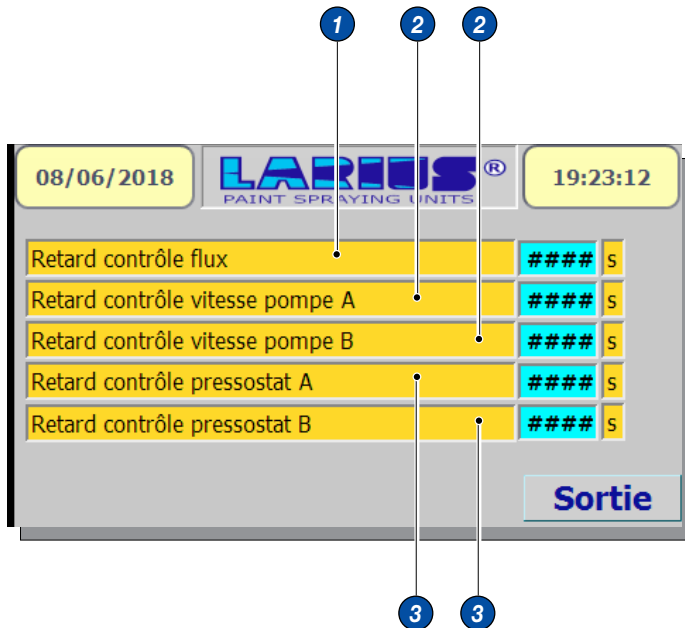 1 2 2
08/06/2018 LARIUS® 19:23:12
PAINT SPRAYING UNITS
Retard contrôle flux #### s
Retard contrôle vitesse pompe A #### s
Retard contrôle vitesse pompe B #### s
Retard contrôle pressostat A #### s
Retard contrôle pressostat B #### s
Sortie
3 3